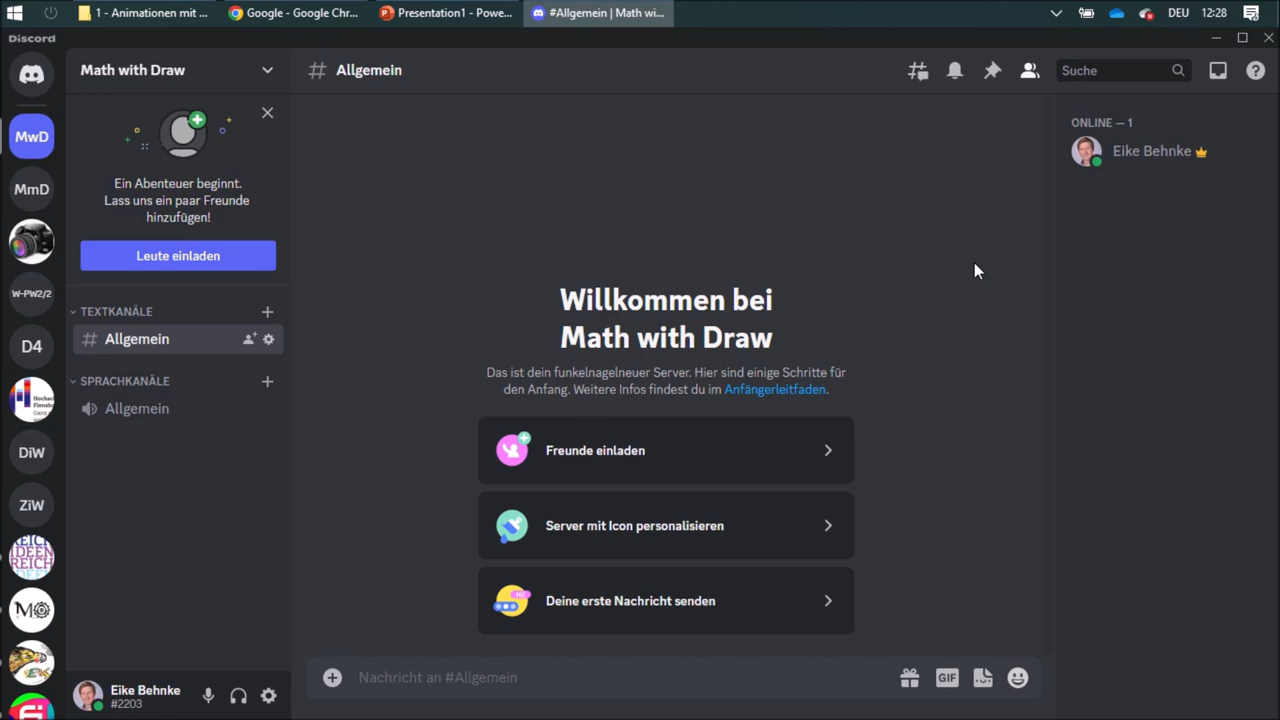 1 - Animationen mit ...
Google - Google Chr...
Presentation1 - Powe...
#Allgemein | Math wi...
DEU
12:28
Discord
Math with Draw
Allgemein
Suche
MwD
MmD
W-PW2/2
D4
DiW
ZiW
Ein Abenteuer beginnt.
Lass uns ein paar Freunde
hinzufügen!
Leute einladen
TEXTKANÄLE
Allgemein
SPRACHKANÄLE
Allgemein
Eike Behnke
#2203
Willkommen bei
Math with Draw
Das ist dein funkelnagelneuer Server. Hier sind einige Schritte für
den Anfang. Weitere Infos findest du im Anfängerleitfaden.
Freunde einladen
Server mit Icon personalisieren
Deine erste Nachricht senden
Nachricht an #Allgemein
GIF
ONLINE — 1
Eike Behnke